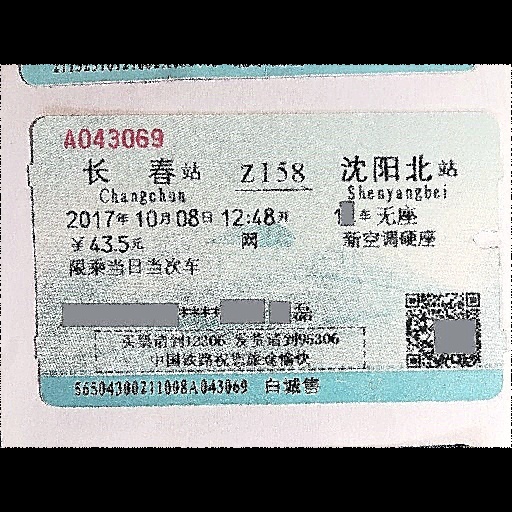 A043069
长春站 Z158 沈阳北站
Changchun Shenyangbei
2017年10月08日12:48开 1 车 无座
￥43.5元 网 新空调硬座
限乘当日当次车
**** 磊
买票请到12306 发货请到95306
中国铁路祝您旅途愉快
56504300211008A043069 白城售